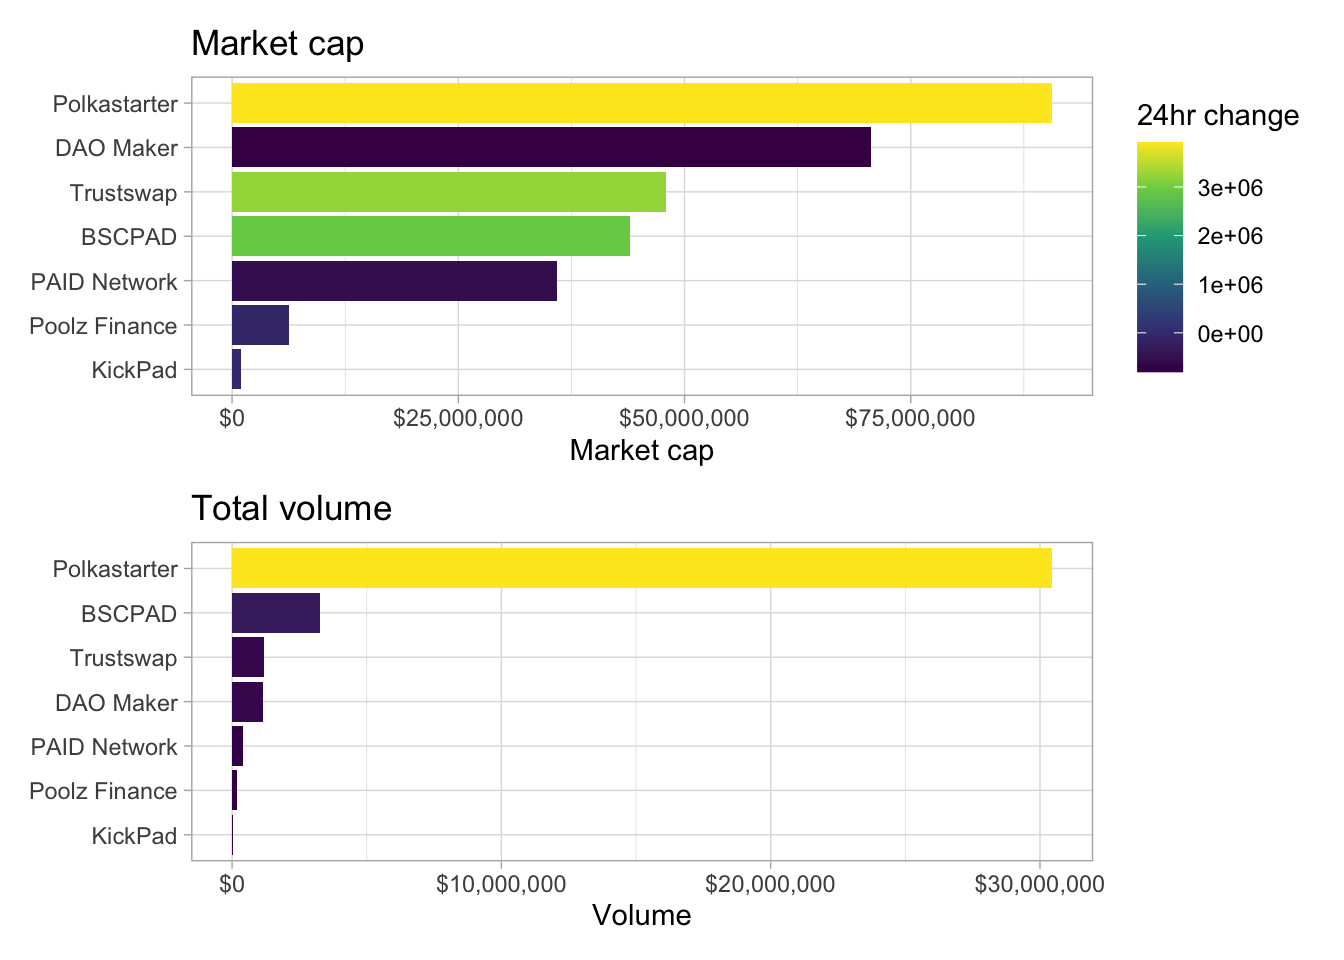 Market cap
Polkastarter
DAO Maker
Trustswap
BSCPAD
PAID Network
Poolz Finance
KickPad
$0 $25,000,000 $50,000,000 $75,000,000
Market cap
24hr change
3e+06
2e+06
1e+06
0e+00
Total volume
Polkastarter
BSCPAD
Trustswap
DAO Maker
PAID Network
Poolz Finance
KickPad
$0 $10,000,000 $20,000,000 $30,000,000
Volume